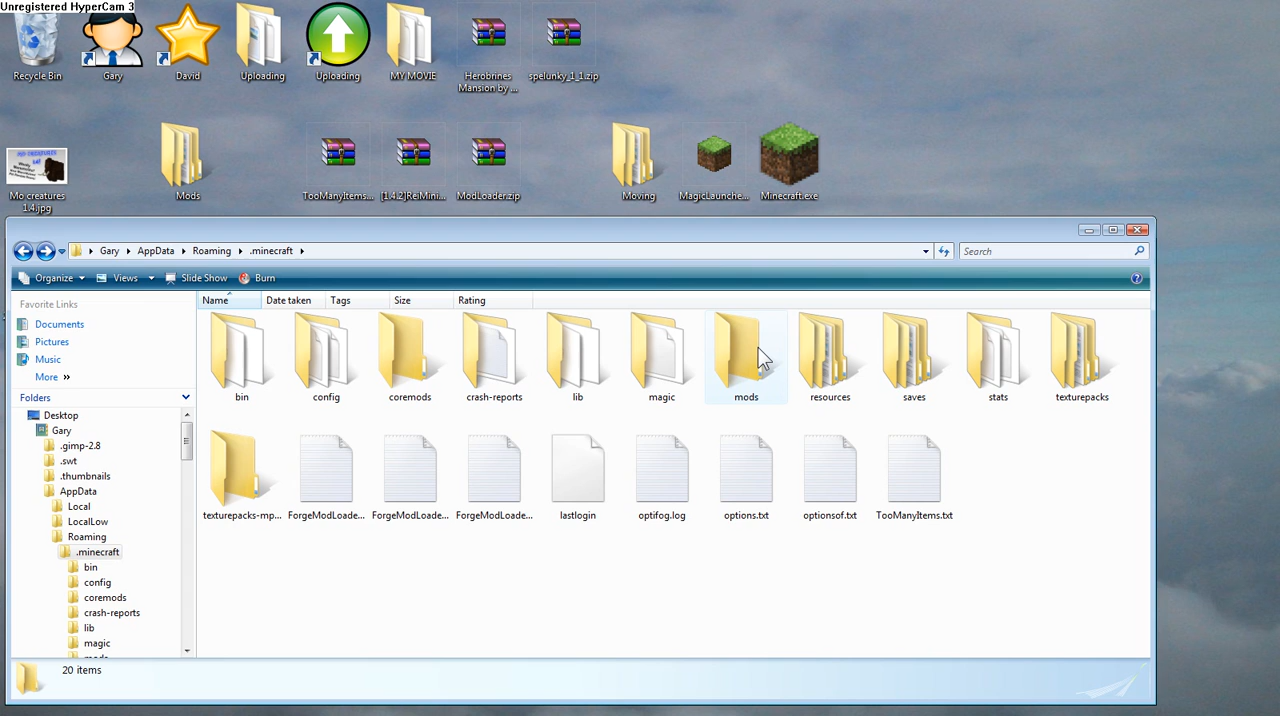 Unregistered HyperCam 3
Recycle Bin
Gary
David
Uploading
Uploading
MY MOVIE
Herobrines
Mansion by ...
spelunky_1_1.zip
Mo creatures
1.4.jpg
Mods
TooManyItems...
[1.4.2]ReiMini...
ModLoader.zip
Moving
MagicLaunche...
Minecraft.exe
Gary
AppData
Roaming
.minecraft
Search
Organize
Views
Slide Show
Burn
Favorite Links
Documents
Pictures
Music
More »
Folders
Desktop
Gary
.gimp-2.8
.swt
.thumbnails
AppData
Local
LocalLow
Roaming
.minecraft
bin
config
coremods
crash-reports
lib
magic
Name
Date taken
Tags
Size
Rating
bin
config
coremods
crash-reports
lib
magic
mods
resources
saves
stats
texturepacks
texturepacks-mp...
ForgeModLoade...
ForgeModLoade...
ForgeModLoade...
lastlogin
optifog.log
options.txt
optionsof.txt
TooManyItems.txt
20 items